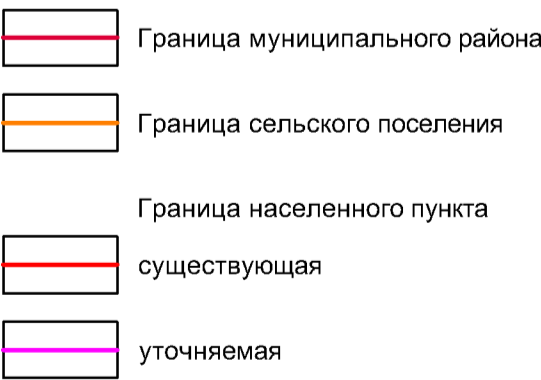 Граница муниципального района
Граница сельского поселения
Граница населенного пункта
существующая
уточняемая